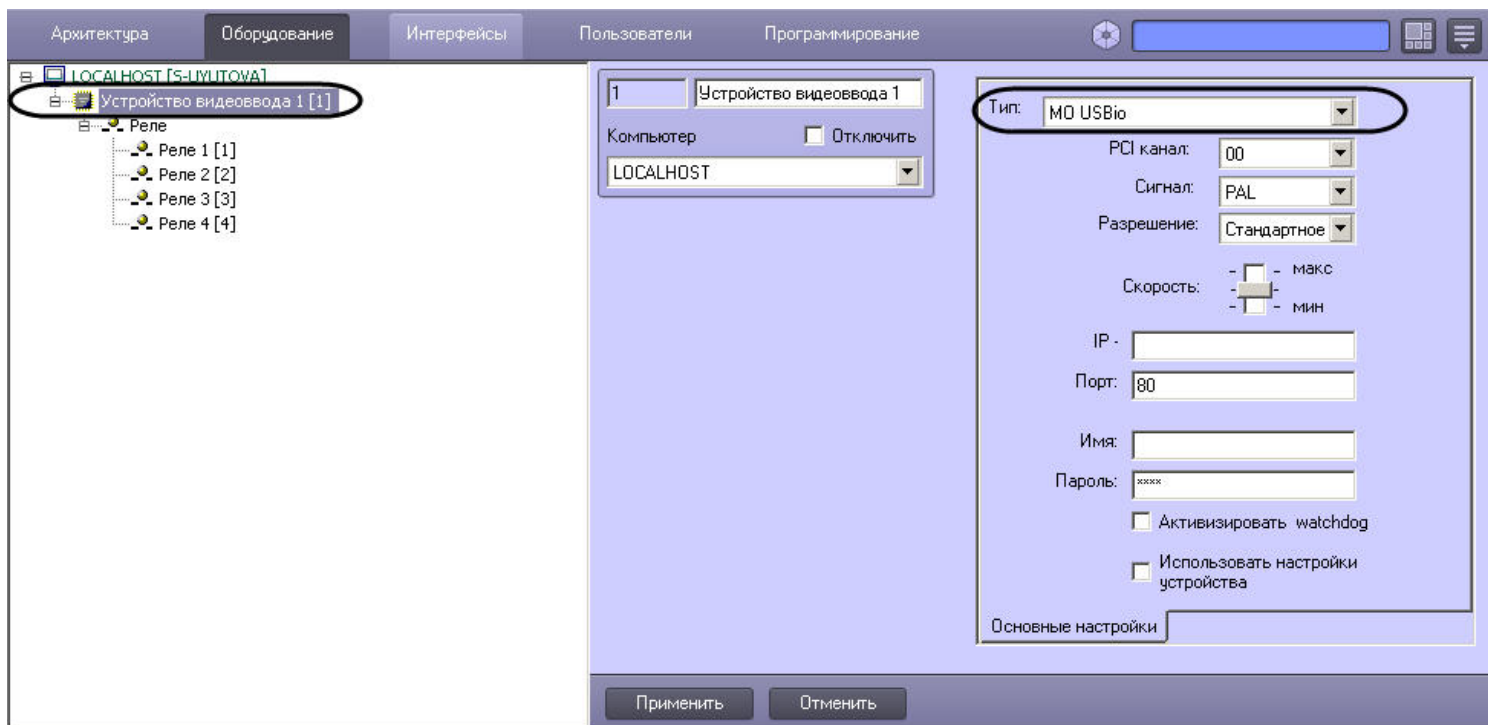 Архитектура Оборудование Интерфейсы Пользователи Программирование
LOCALHOST [S-UYUTOVA]
Устройство видеоввода 1 [1]
Реле
Реле 1 [1]
Реле 2 [2]
Реле 3 [3]
Реле 4 [4]
1 Устройство видеоввода 1
Компьютер Отключить
LOCALHOST
Тип: МО USBio
PCI канал: 00
Сигнал: PAL
Разрешение: Стандартное
макс
Скорость:
мин
IP -
Порт: 80
Имя:
Пароль: ××××
Активизировать watchdog
Использовать настройки
устройства
Основные настройки
Применить Отменить